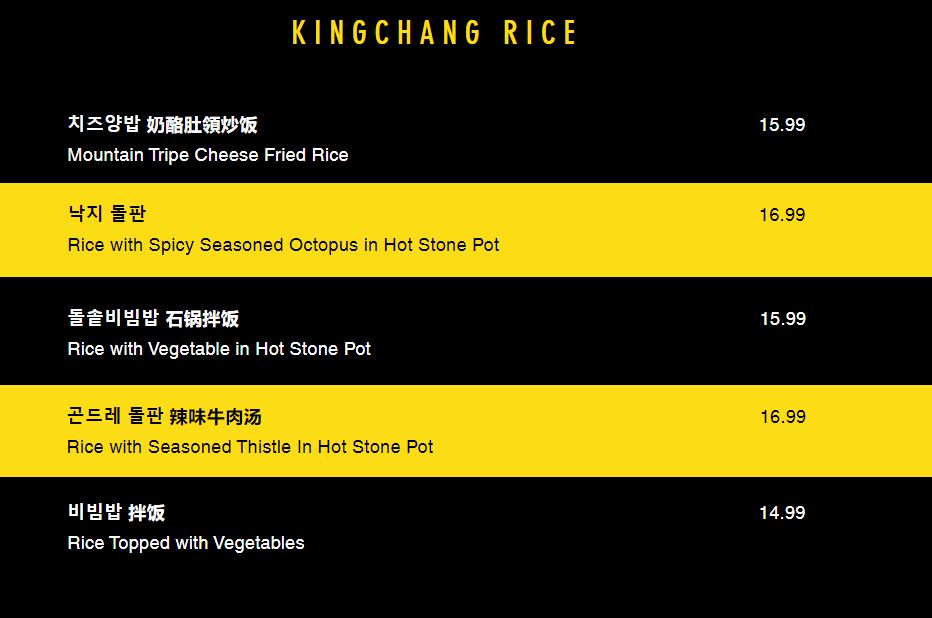 KINGCHANG RICE
치즈양밥 奶酪肚领炒饭 15.99
Mountain Tripe Cheese Fried Rice
낙지 돌판 16.99
Rice with Spicy Seasoned Octopus in Hot Stone Pot
돌솥비빔밥 石锅拌饭 15.99
Rice with Vegetable in Hot Stone Pot
곤드레 돌판 辣味牛肉汤 16.99
Rice with Seasoned Thistle In Hot Stone Pot
비빔밥 拌饭 14.99
Rice Topped with Vegetables